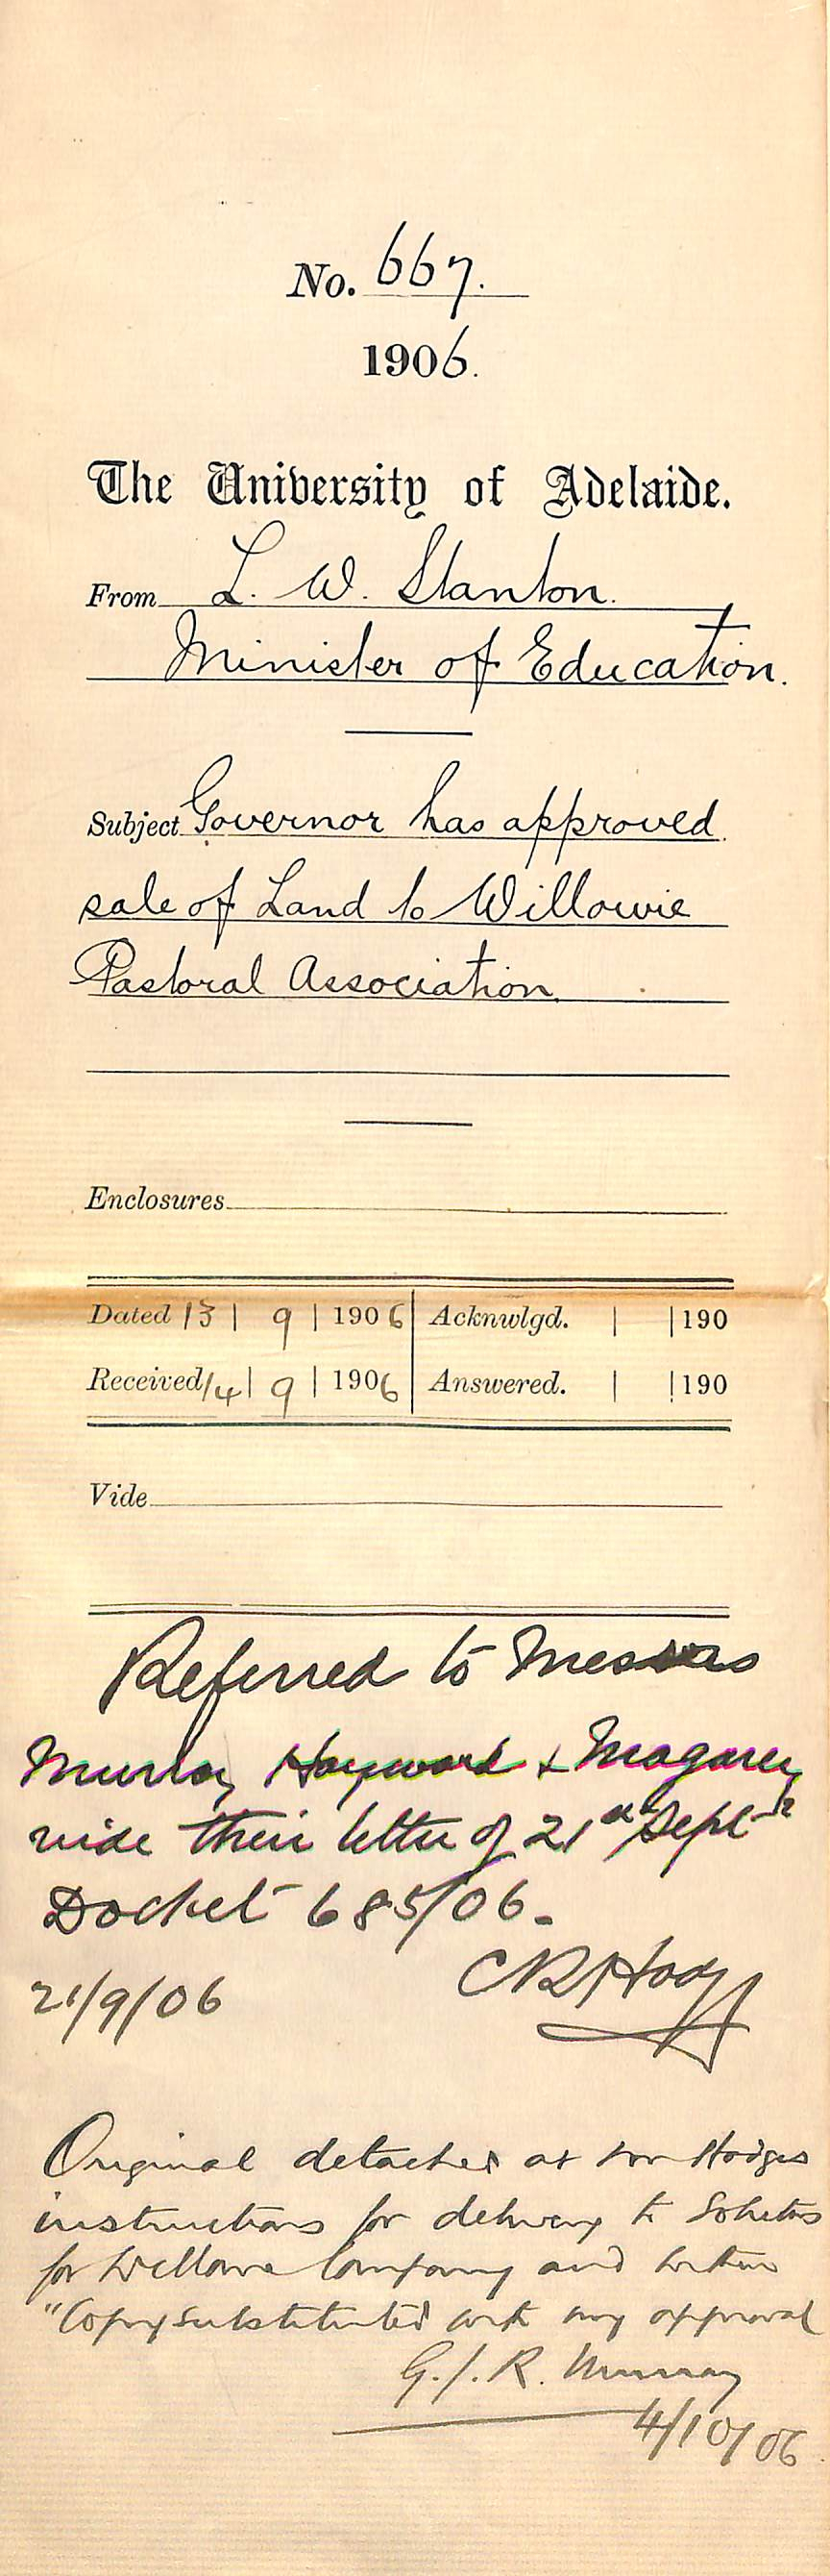 No. 667.
1906.
The University of Adelaide.
From L. W. Stanton.
Minister of Education.
Subject Governor has approved
sale of Land to Willowie
Pastoral Association.
Enclosures
Dated 13 | 9 | 1906 Acknwlgd. | | 190
Received 14 | 9 | 1906 Answered. | | 190
Vide
Referred to Messrs
Murray Hayward & Magarey
vide their letter of 21st Sept
Docket 685/06.
21/9/06 CRHodge
Original detached at Mr Hodges
instructions for delivery to Solicitors
for Willowie Company and within
"Copy substituted with my approval
G. J. R. Murray
4/10/06